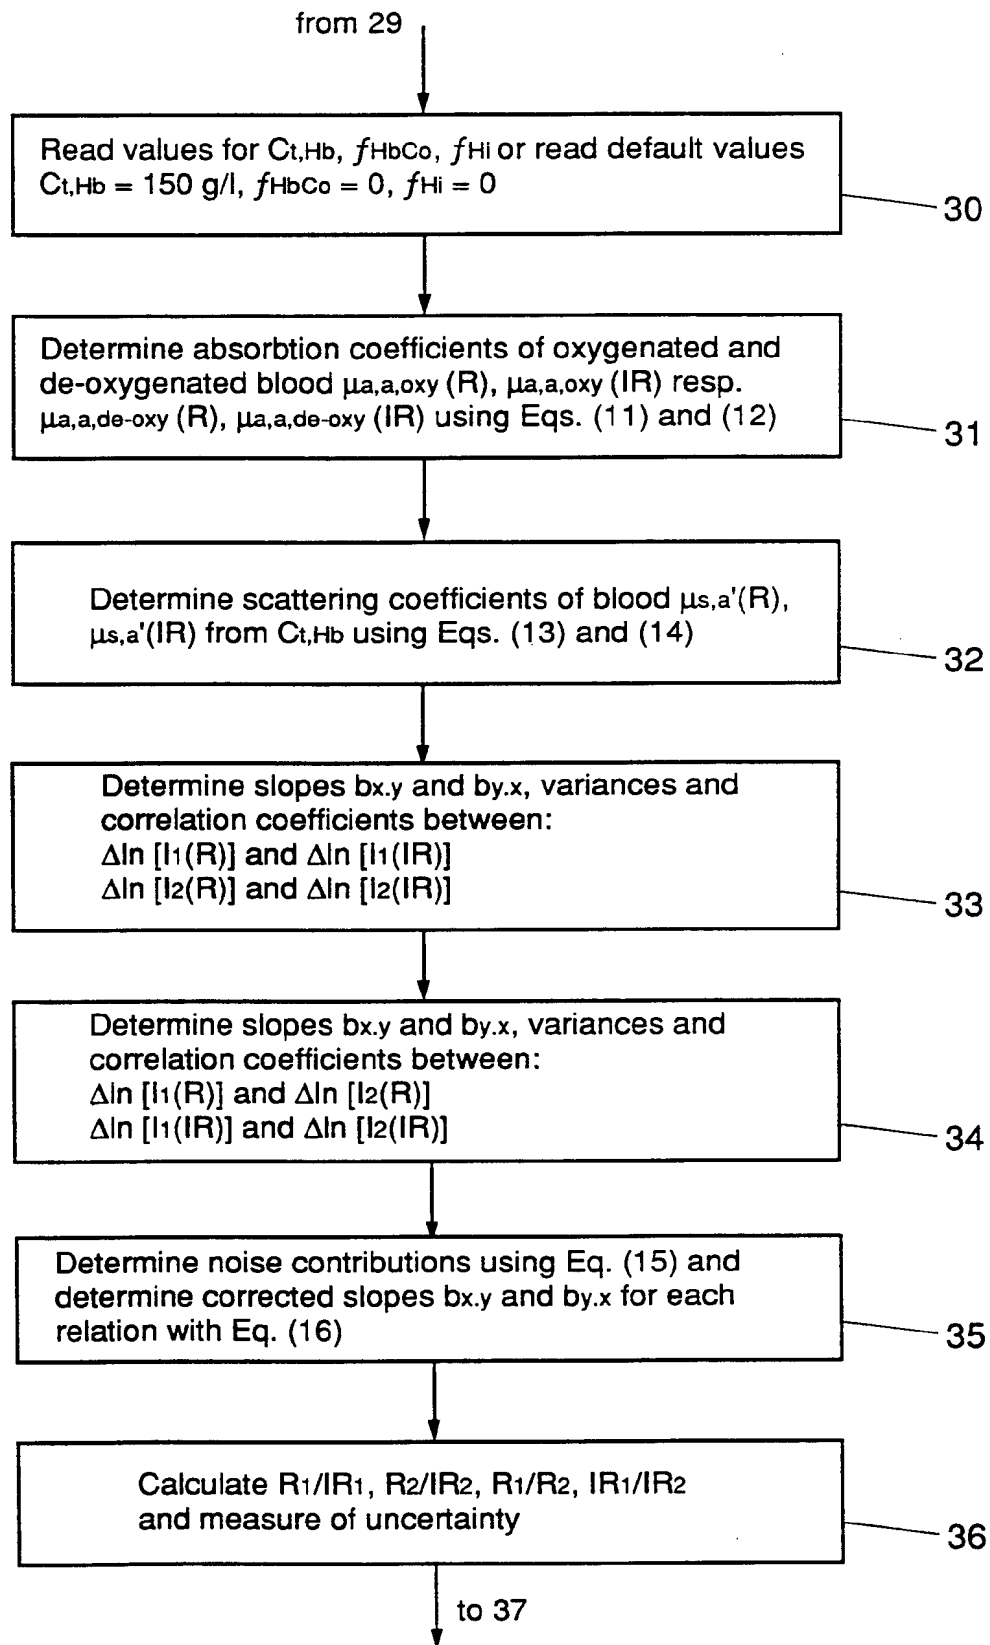 from 29
Read values for Ct,Hb, fHbCo, fHi or read default values
Ct,Hb = 150 g/l, fHbCo = 0, fHi = 0
30
Determine absorbtion coefficients of oxygenated and
de-oxygenated blood µa,a,oxy (R), µa,a,oxy (IR) resp.
µa,a,de-oxy (R), µa,a,de-oxy (IR) using Eqs. (11) and (12)
31
Determine scattering coefficients of blood µs,a'(R),
µs,a'(IR) from Ct,Hb using Eqs. (13) and (14)
32
Determine slopes bx.y and by.x, variances and
correlation coefficients between:
Δln [I1(R)] and Δln [I1(IR)]
Δln [I2(R)] and Δln [I2(IR)]
33
Determine slopes bx.y and by.x, variances and
correlation coefficients between:
Δln [I1(R)] and Δln [I2(R)]
Δln [I1(IR)] and Δln [I2(IR)]
34
Determine noise contributions using Eq. (15) and
determine corrected slopes bx.y and by.x for each
relation with Eq. (16)
35
Calculate R1/IR1, R2/IR2, R1/R2, IR1/IR2
and measure of uncertainty
36
to 37